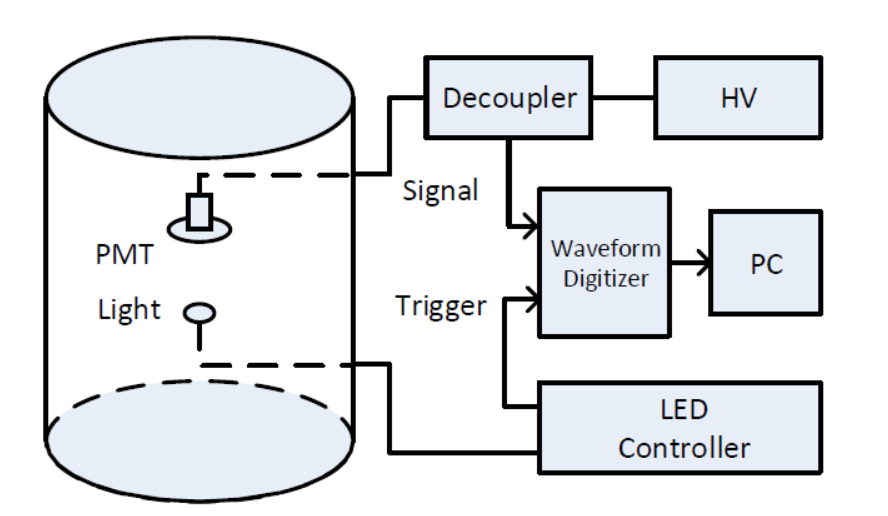 Decoupler
HV
Signal
PMT
Waveform
Digitizer
PC
Light
Trigger
LED
Controller